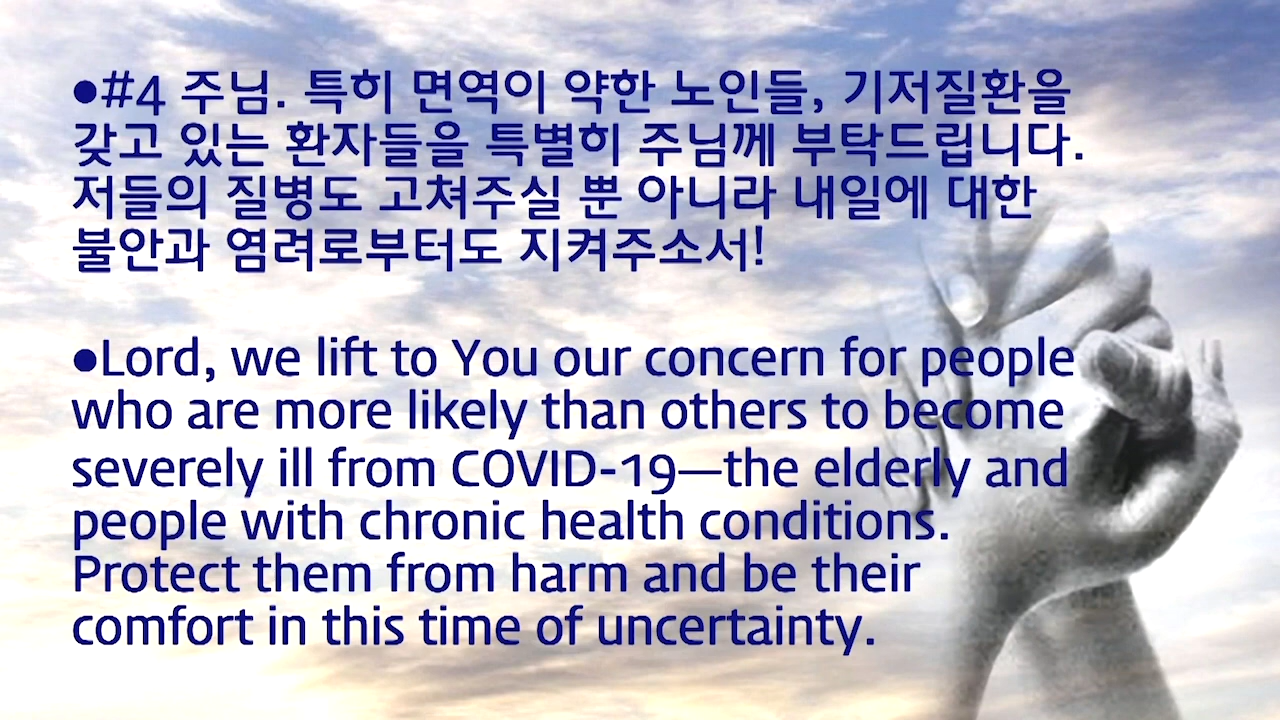 ●#4 주님. 특히 면역이 약한 노인들, 기저질환을
갖고 있는 환자들을 특별히 주님께 부탁드립니다.
저들의 질병도 고쳐주실 뿐 아니라 내일에 대한
불안과 염려로부터도 지켜주소서!
●Lord, we lift to You our concern for people
who are more likely than others to become
severely ill from COVID-19—the elderly and
people with chronic health conditions.
Protect them from harm and be their
comfort in this time of uncertainty.